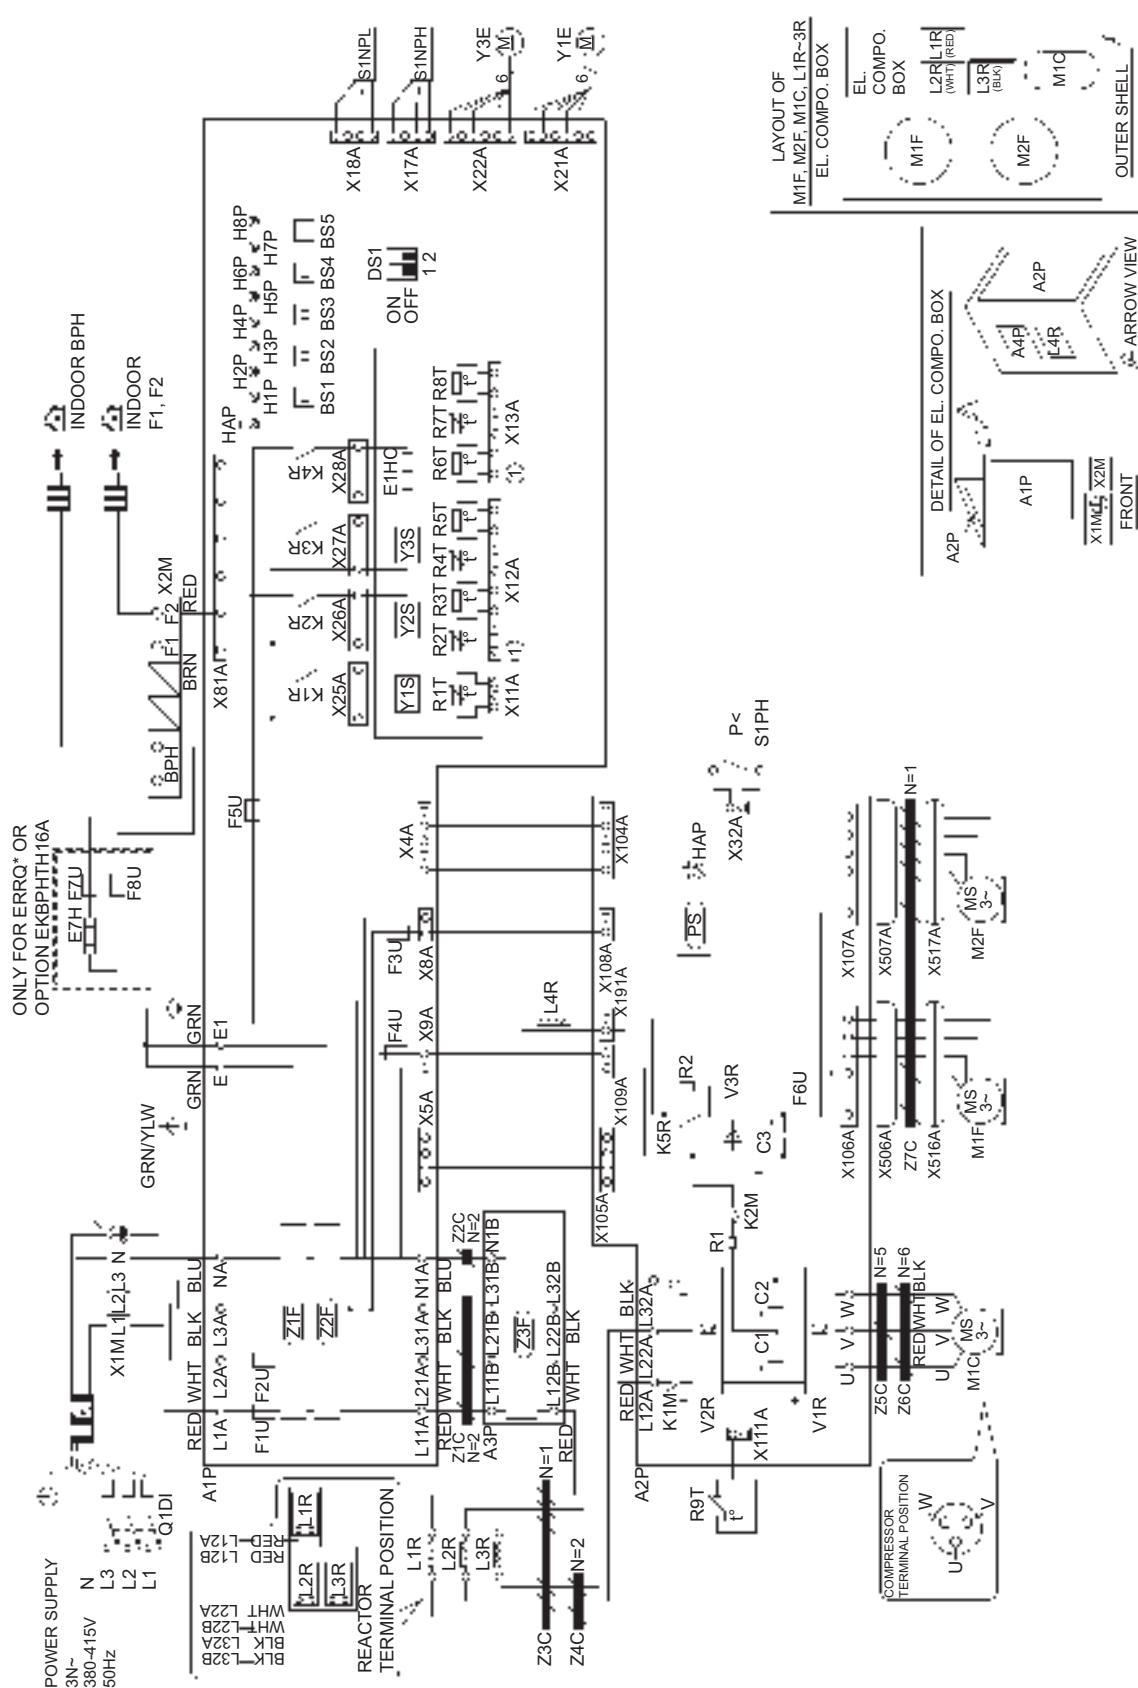 POWER SUPPLY
3N~
380-415V
50Hz
N
L3
L2
L1
Q1DI
X1M L1 L2 L3 N
GRN/YLW
GRN GRN
E E1
ONLY FOR ERRQ* OR
OPTION EKBPHTH16A
E7H F7U
F8U
BPH F1 F2 X2M
BRN RED
INDOOR BPH
INDOOR
F1, F2
A1P
RED WHT BLK BLU
L1A L2A L3A NA
F1U F2U
Z1F
Z2F
F5U
X81A
HAP
H1P H2P H3P H4P H5P H6P H7P H8P
BS1 BS2 BS3 BS4 BS5
DS1
ON
OFF
1 2
K1R K2R K3R K4R
X25A X26A X27A X28A
Y1S Y2S Y3S E1HC
R1T R2T R3T R4T R5T R6T R7T R8T
t° t° t° t° t° t° t° t°
X11A X12A X13A
(1) (1)
X18A X17A X22A X21A
S1NPL
S1NPH
Y3E
M
6
Y1E
M
6
L11A L21A L31A N1A
RED WHT BLK BLU
Z1C
N=2
Z2C
N=2
A3P
L11B L21B L31B N1B
Z3F
L12B L22B L32B
RED WHT BLK
X5A X9A X8A X4A
F4U F3U
X105A X109A X191A X108A X104A
L4R
L12A RED
L12B RED
L22A WHT
L22B WHT
L32A BLK
L32B BLK
L1R
L2R
L3R
REACTOR
TERMINAL POSITION
L1R
L2R
L3R
Z3C N=1
Z4C N=2
A2P
RED WHT BLK
L12A L22A L32A
K1M
V2R
R1
K2M
C1 C2
V1R
X111A
R9T
t°
K5R
R2
V3R
C3
F6U
PS
HAP
X32A
P<
S1PH
X106A X107A
X506A X507A
Z7C N=1
X516A X517A
MS
3~
M1F
MS
3~
M2F
U V W
Z5C N=5
Z6C N=6
RED WHT BLK
U V W
MS
3~
M1C
COMPRESSOR
TERMINAL POSITION
U
V
W
LAYOUT OF
M1F, M2F, M1C, L1R~3R
EL. COMPO. BOX
EL.
COMPO.
BOX
M1F
M2F
L2R
(WHT)
L1R
(RED)
L3R
(BLK)
M1C
OUTER SHELL
DETAIL OF EL. COMPO. BOX
A2P
A1P
X1M X2M
FRONT
A4P
L4R
A2P
ARROW VIEW